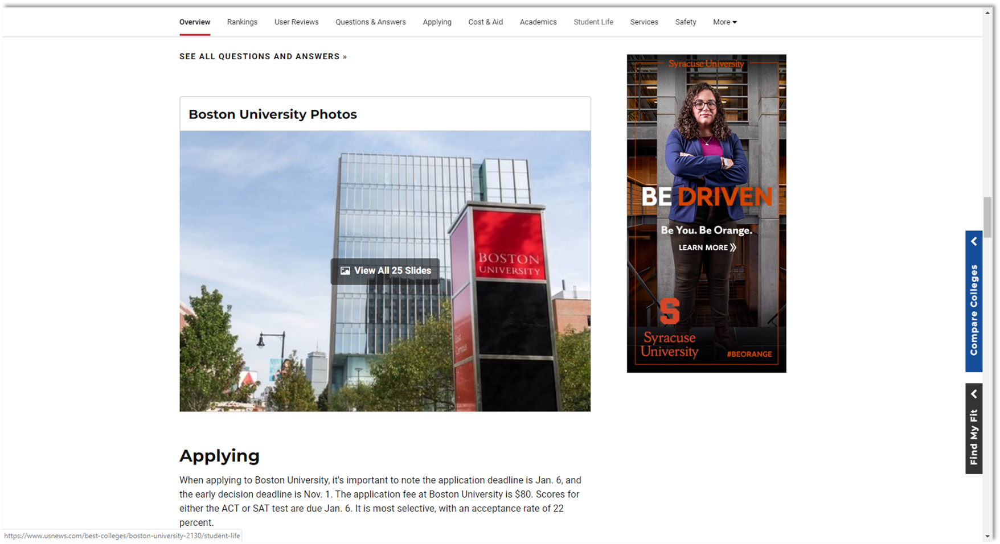 Overview Rankings User Reviews Questions & Answers Applying Cost & Aid Academics Student Life Services Safety More
SEE ALL QUESTIONS AND ANSWERS »
Boston University Photos
BOSTON
UNIVERSITY
View All 25 Slides
East
Campus
Syracuse University
BE DRIVEN
Be You. Be Orange.
LEARN MORE
S
Syracuse
University
#BEORANGE
Compare Colleges
Find My Fit
Applying
When applying to Boston University, it's important to note the application deadline is Jan. 6, and
the early decision deadline is Nov. 1. The application fee at Boston University is $80. Scores for
either the ACT or SAT test are due Jan. 6. It is most selective, with an acceptance rate of 22
percent.
https://www.usnews.com/best-colleges/boston-university-2130/student-life